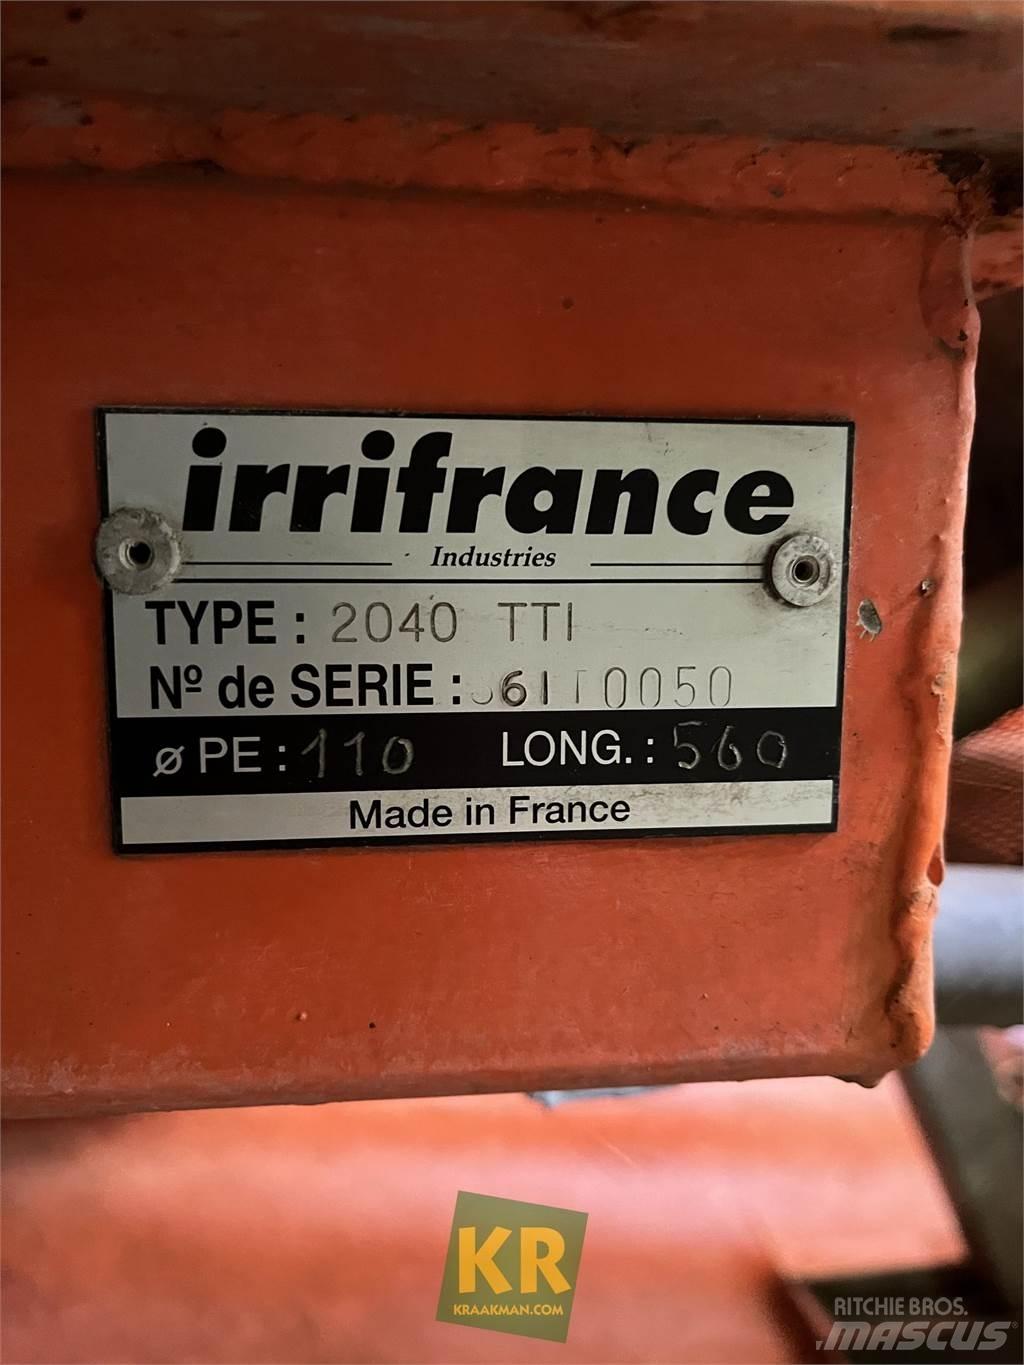 irrifrance
Industries
TYPE : 2040 TTI
Nº de SERIE :
ø PE : 110 LONG. : 560
Made in France
KR
KRAAKMAN.COM
RITCHIE BROS.
MASCUS